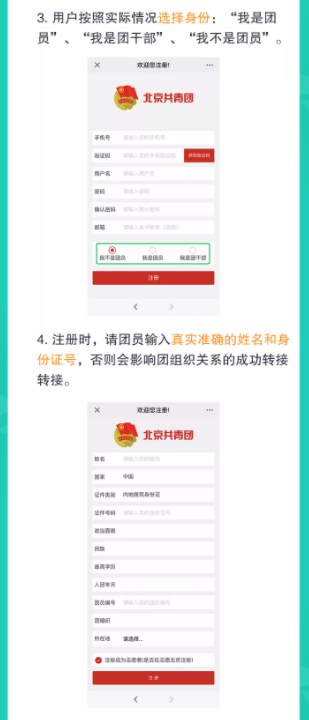 3. 用户按照实际情况选择身份：“我是团
员”、“我是团干部”、“我不是团员”。
× 欢迎您注册! ···
北京共青团
手机号 请输入您的手机号
验证码 请输入您的手机验证码 获取验证码
用户名 请输入用户名
密码 请输入密码
确认密码 请输入确认密码
邮箱 请输入电子邮件（选填）
我不是团员 我是团员 我是团干部
注册
< >
4. 注册时，请团员输入真实准确的姓名和身
份证号，否则会影响团组织关系的成功转接
转接。
× 欢迎您注册! ···
北京共青团
姓名 请输入您的姓名
国家 中国
证件类别 内地居民身份证
证件号码 请输入您的身份证号
政治面貌
民族
最高学历
入团年月
团员编号 请输入您的团员编号
团组织
所在地 请选择...
注册成为志愿者(是否在志愿北京注册)
注册
< >